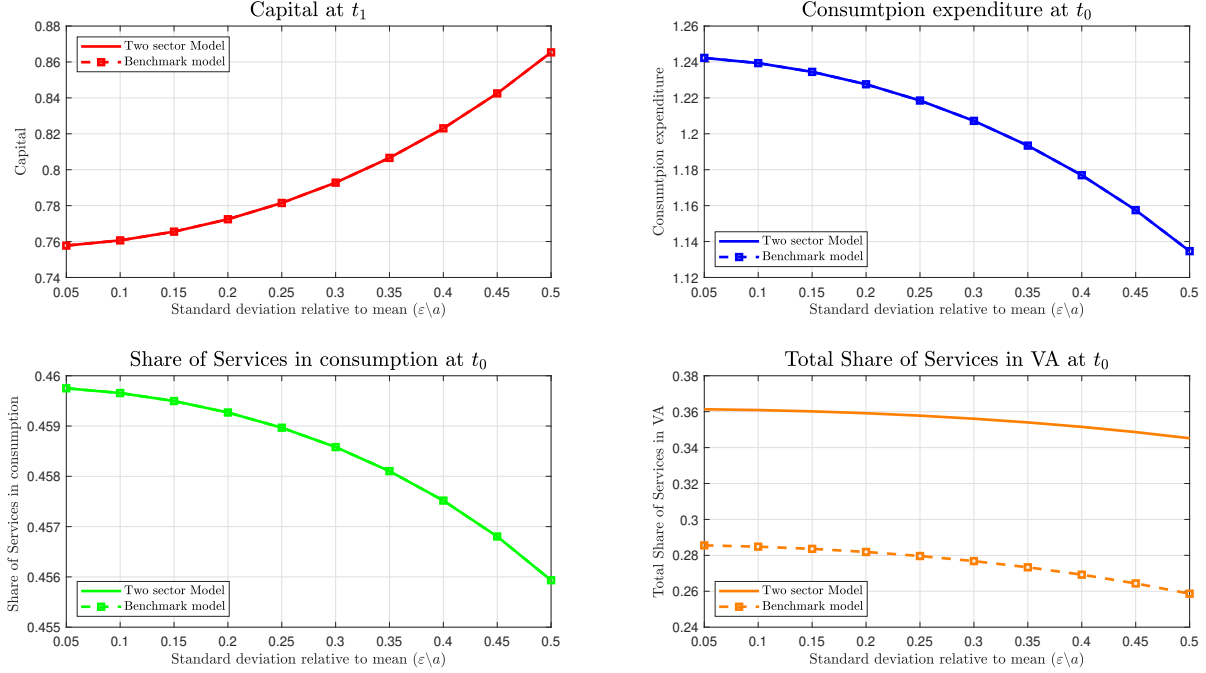 Capital at t₁
0.88
0.86
0.84
0.82
0.8
0.78
0.76
0.74
Capital
Two sector Model
Benchmark model
0.05 0.1 0.15 0.2 0.25 0.3 0.35 0.4 0.45 0.5
Standard deviation relative to mean (ε\a)
Consumtpion expenditure at t₀
1.26
1.24
1.22
1.2
1.18
1.16
1.14
1.12
Consumtpion expenditure
Two sector Model
Benchmark model
0.05 0.1 0.15 0.2 0.25 0.3 0.35 0.4 0.45 0.5
Standard deviation relative to mean (ε\a)
Share of Services in consumption at t₀
0.46
0.459
0.458
0.457
0.456
0.455
Share of Services in consumption
Two sector Model
Benchmark model
0.05 0.1 0.15 0.2 0.25 0.3 0.35 0.4 0.45 0.5
Standard deviation relative to mean (ε\a)
Total Share of Services in VA at t₀
0.38
0.36
0.34
0.32
0.3
0.28
0.26
0.24
Total Share of Services in VA
Two sector Model
Benchmark model
0.05 0.1 0.15 0.2 0.25 0.3 0.35 0.4 0.45 0.5
Standard deviation relative to mean (ε\a)